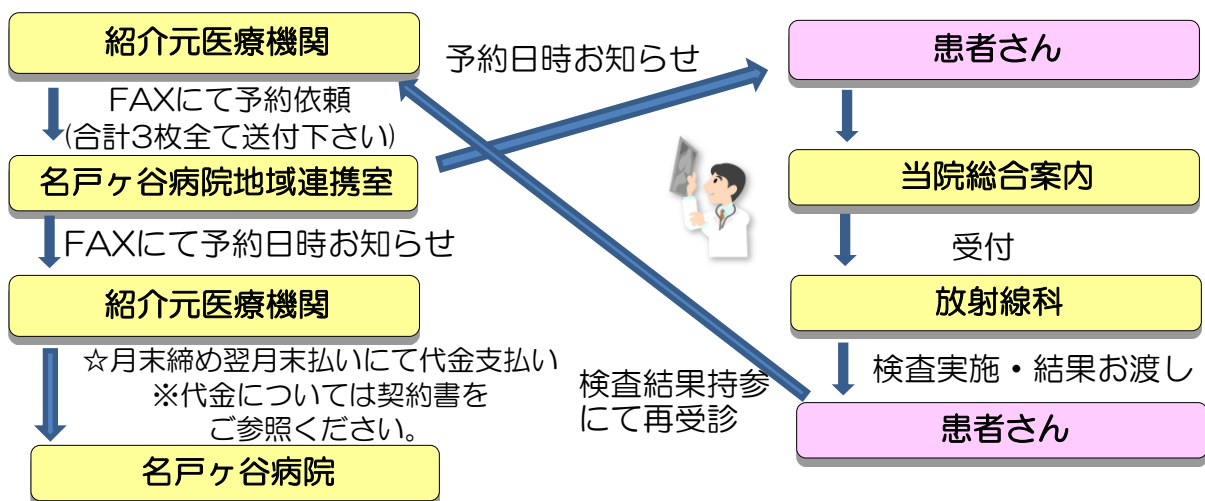 紹介元医療機関
FAXにて予約依頼
(合計3枚全て送付下さい)
名戸ヶ谷病院地域連携室
FAXにて予約日時お知らせ
紹介元医療機関
☆月末締め翌月末払いにて代金支払い
※代金については契約書を
ご参照ください。
名戸ヶ谷病院
予約日時お知らせ
患者さん
当院総合案内
受付
放射線科
検査実施・結果お渡し
患者さん
検査結果持参
にて再受診